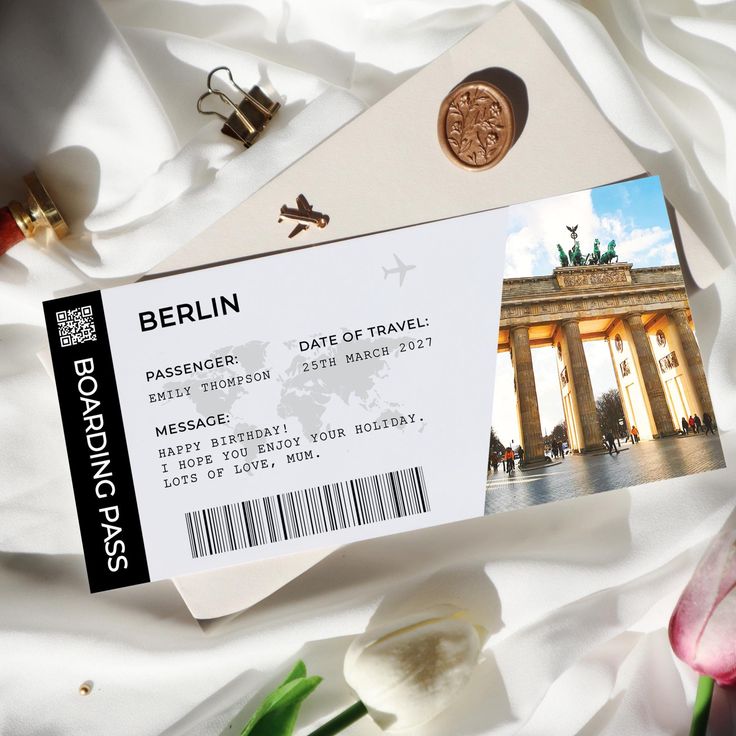 BERLIN
PASSENGER:
EMILY THOMPSON
DATE OF TRAVEL:
25TH MARCH 2027
MESSAGE:
HAPPY BIRTHDAY!
I HOPE YOU ENJOY YOUR HOLIDAY.
LOTS OF LOVE, MUM.
BOARDING PASS